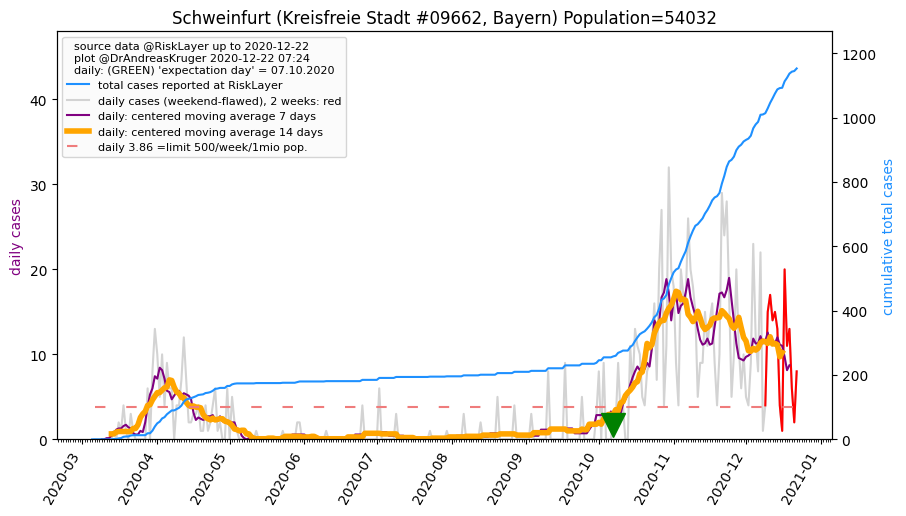 Schweinfurt (Kreisfreie Stadt #09662, Bayern) Population=54032
source data @RiskLayer up to 2020-12-22
plot @DrAndreasKruger 2020-12-22 07:24
daily: (GREEN) 'expectation day' = 07.10.2020
total cases reported at RiskLayer
daily cases (weekend-flawed), 2 weeks: red
daily: centered moving average 7 days
daily: centered moving average 14 days
daily 3.86 =limit 500/week/1mio pop.
daily cases
40
30
20
10
0
cumulative total cases
1200
1000
800
600
400
200
0
2020-03
2020-04
2020-05
2020-06
2020-07
2020-08
2020-09
2020-10
2020-11
2020-12
2021-01